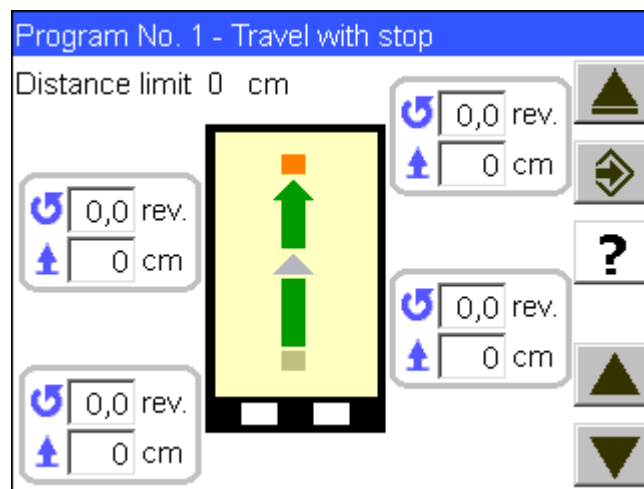 Program No. 1 - Travel with stop
Distance limit 0 cm
0,0 rev.
0 cm
0,0 rev.
0 cm
?
0,0 rev.
0 cm
0,0 rev.
0 cm